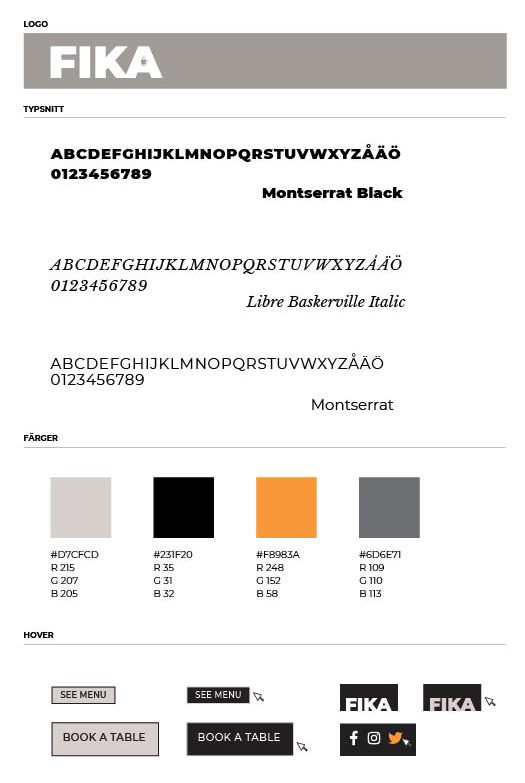 LOGO
FIKA
TYPSNITT
ABCDEFGHIJKLMNOPQRSTUVWXYZÅÄÖ
0123456789
Montserrat Black
ABCDEFGHIJKLMNOPQRSTUVWXYZÅÄÖ
0123456789
Libre Baskerville Italic
ABCDEFGHIJKLMNOPQRSTUVWXYZÅÄÖ
0123456789
Montserrat
FÄRGER
#D7CFCD #231F20 #F8983A #6D6E71
R 215 R 35 R 248 R 109
G 207 G 31 G 152 G 110
B 205 B 32 B 58 B 113
HOVER
SEE MENU SEE MENU FIKA FIKA
BOOK A TABLE BOOK A TABLE